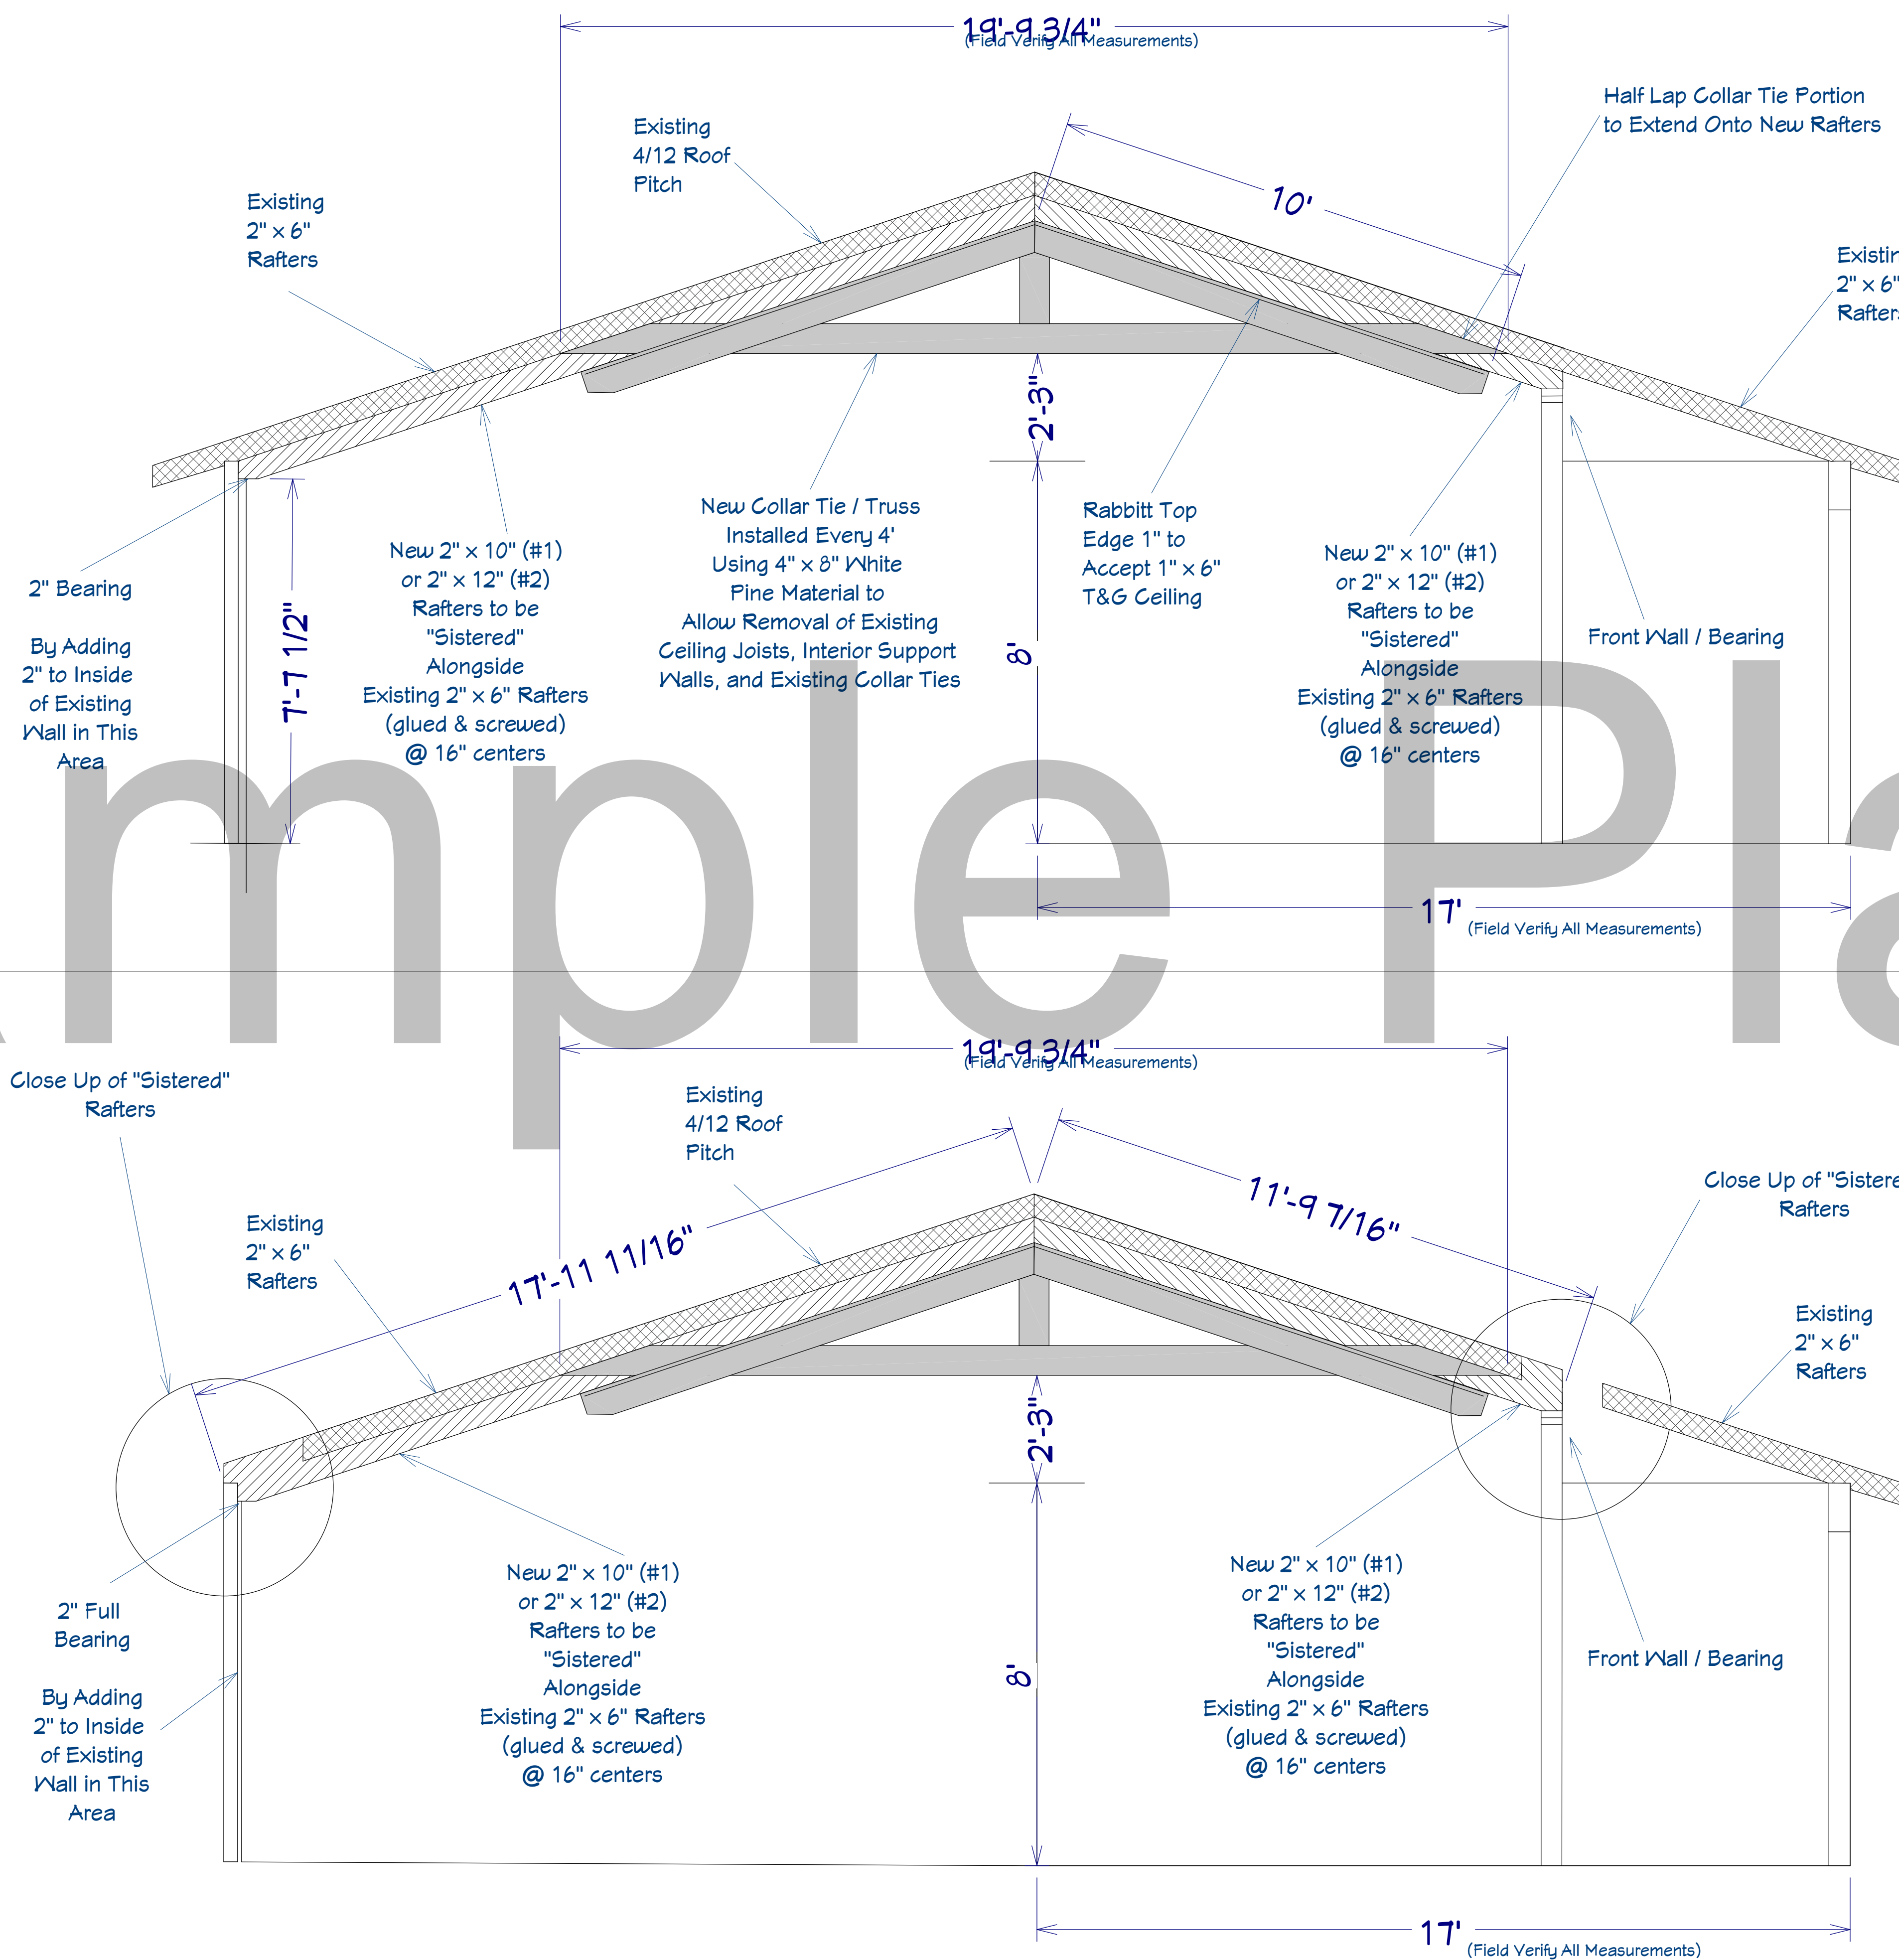 19'-9 3/4"
(Field Verify All Measurements)
Half Lap Collar Tie Portion
to Extend Onto New Rafters
Existing
4/12 Roof
Pitch
10'
Existing
2" x 6"
Rafters
Existin
2" x 6"
Rafters
2'-3"
New Collar Tie / Truss
Installed Every 4'
Using 4" x 8" White
Pine Material to
Allow Removal of Existing
Ceiling Joists, Interior Support
Walls, and Existing Collar Ties
Rabbitt Top
Edge 1" to
Accept 1" x 6"
T&G Ceiling
New 2" x 10" (#1)
or 2" x 12" (#2)
Rafters to be
"Sistered"
Alongside
Existing 2" x 6" Rafters
(glued & screwed)
@ 16" centers
New 2" x 10" (#1)
or 2" x 12" (#2)
Rafters to be
"Sistered"
Alongside
Existing 2" x 6" Rafters
(glued & screwed)
@ 16" centers
2" Bearing
By Adding
2" to Inside
of Existing
Wall in This
Area
7'-7 1/2"
8'
Front Wall / Bearing
mple Pla
17'
(Field Verify All Measurements)
19'-9 3/4"
(Field Verify All Measurements)
Close Up of "Sistered"
Rafters
Existing
4/12 Roof
Pitch
17'-11 11/16"
11'-9 7/16"
Close Up of "Sistere
Rafters
Existing
2" x 6"
Rafters
Existing
2" x 6"
Rafters
2'-3"
New 2" x 10" (#1)
or 2" x 12" (#2)
Rafters to be
"Sistered"
Alongside
Existing 2" x 6" Rafters
(glued & screwed)
@ 16" centers
New 2" x 10" (#1)
or 2" x 12" (#2)
Rafters to be
"Sistered"
Alongside
Existing 2" x 6" Rafters
(glued & screwed)
@ 16" centers
2" Full
Bearing
By Adding
2" to Inside
of Existing
Wall in This
Area
8'
Front Wall / Bearing
17'
(Field Verify All Measurements)